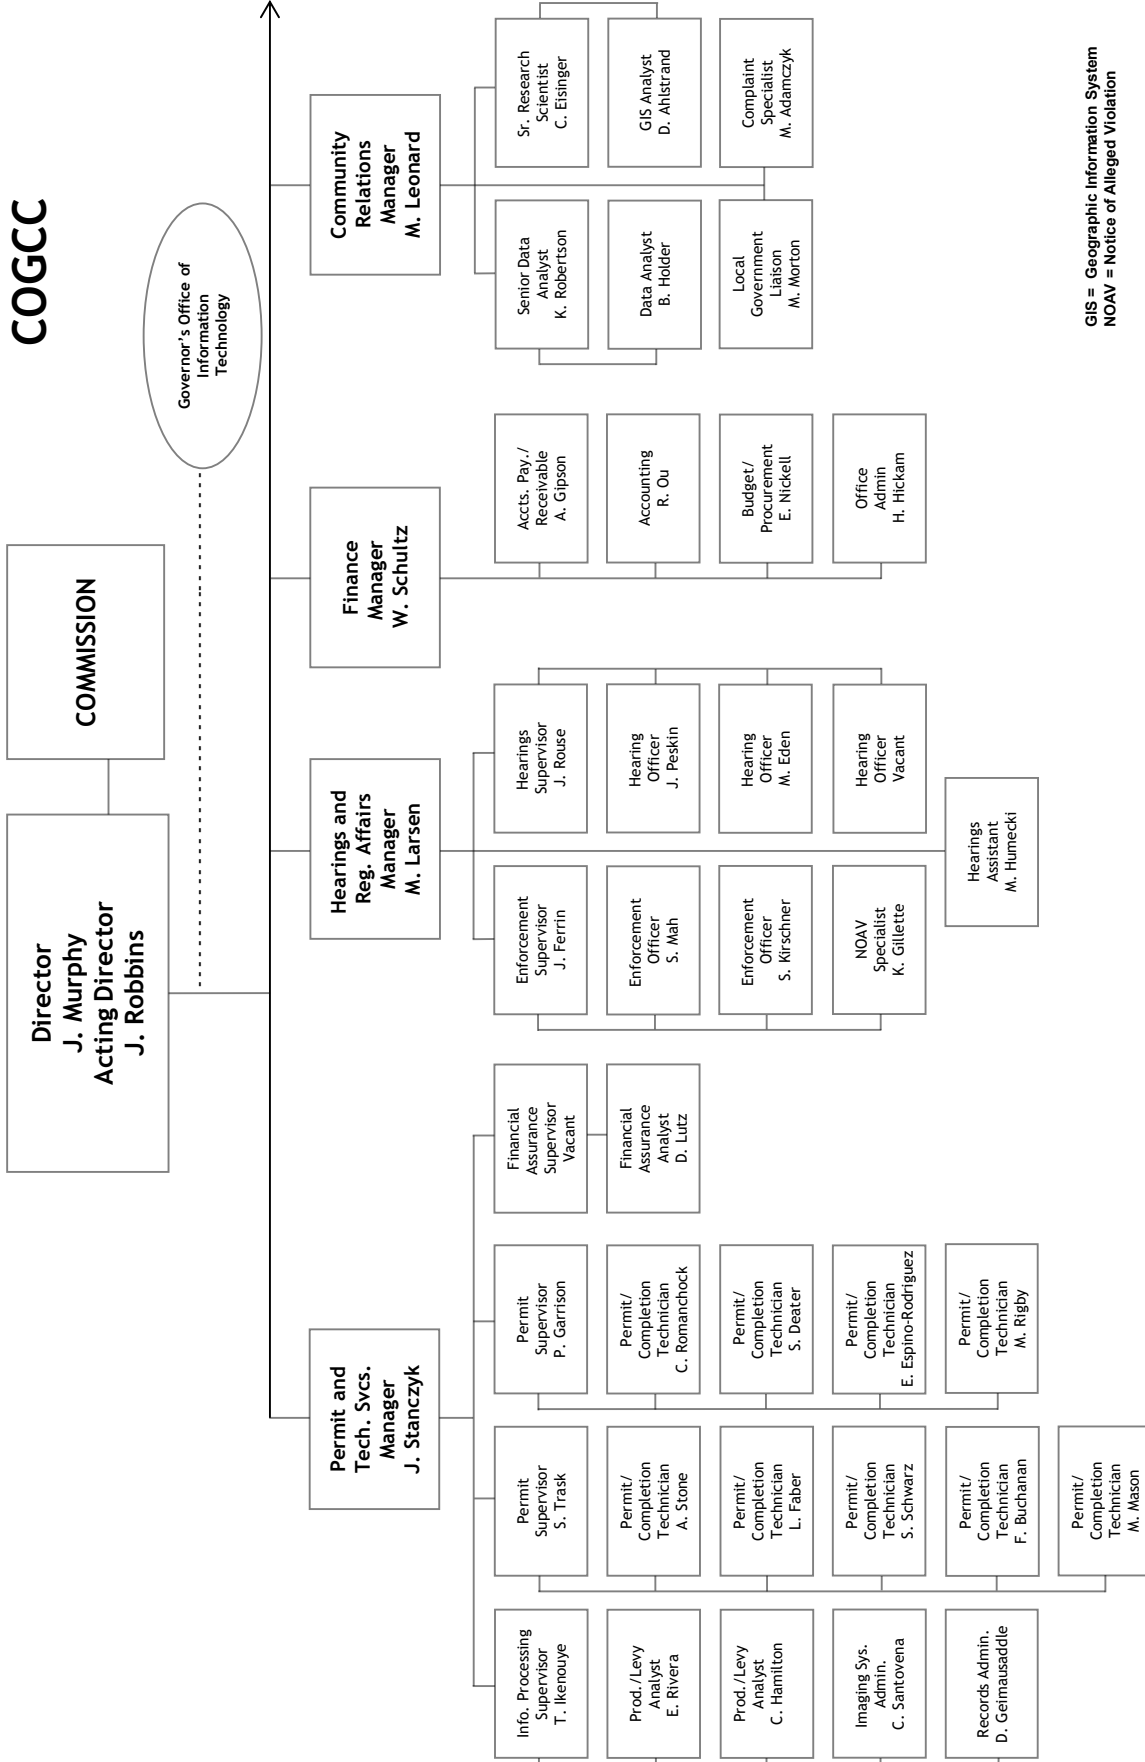 COGCC
COMMISSION
Director
J. Murphy
Acting Director
J. Robbins
Governor's Office of
Information
Technology
Permit and
Tech. Svcs.
Manager
J. Stanczyk
Hearings and
Reg. Affairs
Manager
M. Larsen
Finance
Manager
W. Schultz
Community
Relations
Manager
M. Leonard
Info. Processing
Supervisor
T. Ikenouye
Prod./Levy
Analyst
E. Rivera
Prod./Levy
Analyst
C. Hamilton
Imaging Sys.
Admin.
C. Santovena
Records Admin.
D. Geimausaddle
Permit
Supervisor
S. Trask
Permit/
Completion
Technician
A. Stone
Permit/
Completion
Technician
L. Faber
Permit/
Completion
Technician
S. Schwarz
Permit/
Completion
Technician
F. Buchanan
Permit/
Completion
Technician
M. Mason
Permit
Supervisor
P. Garrison
Permit/
Completion
Technician
C. Romanchock
Permit/
Completion
Technician
S. Deater
Permit/
Completion
Technician
E. Espino-Rodriguez
Permit/
Completion
Technician
M. Rigby
Financial
Assurance
Supervisor
Vacant
Financial
Assurance
Analyst
D. Lutz
Enforcement
Supervisor
J. Ferrin
Enforcement
Officer
S. Mah
Enforcement
Officer
S. Kirschner
NOAV
Specialist
K. Gillette
Hearings
Supervisor
J. Rouse
Hearing
Officer
J. Peskin
Hearing
Officer
M. Eden
Hearing
Officer
Vacant
Hearings
Assistant
M. Humecki
Accts. Pay./
Receivable
A. Gipson
Accounting
R. Ou
Budget/
Procurement
E. Nickell
Office
Admin
H. Hickam
Senior Data
Analyst
K. Robertson
Data Analyst
B. Holder
Local
Government
Liaison
M. Morton
Sr. Research
Scientist
C. Eisinger
GIS Analyst
D. Ahlstrand
Complaint
Specialist
M. Adamczyk
GIS = Geographic Information System
NOAV = Notice of Alleged Violation